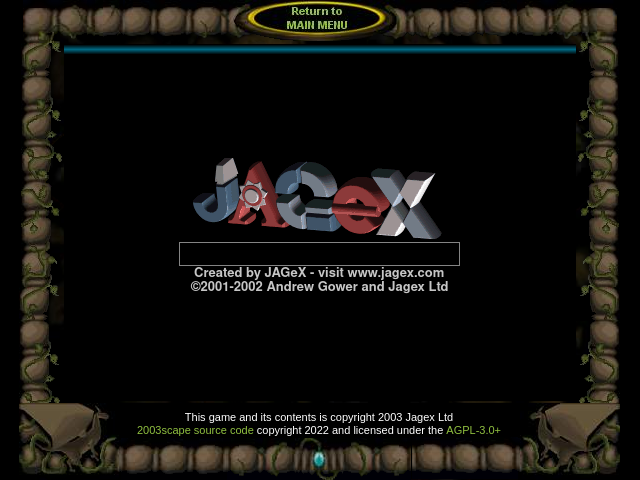 Return to
MAIN MENU
JAGeX
Created by JAGeX - visit www.jagex.com
©2001-2002 Andrew Gower and Jagex Ltd
This game and its contents is copyright 2003 Jagex Ltd
2003scape source code copyright 2022 and licensed under the AGPL-3.0+